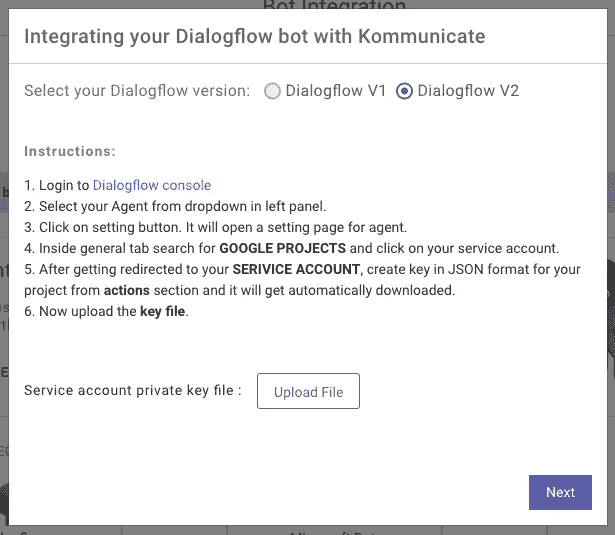 Bot Integration
Integrating your Dialogflow bot with Kommunicate
Select your Dialogflow version: Dialogflow V1 Dialogflow V2
Instructions:
1. Login to Dialogflow console
2. Select your Agent from dropdown in left panel.
3. Click on setting button. It will open a setting page for agent.
4. Inside general tab search for GOOGLE PROJECTS and click on your service account.
5. After getting redirected to your SERIVICE ACCOUNT, create key in JSON format for your
project from actions section and it will get automatically downloaded.
6. Now upload the key file.
Service account private key file : Upload File
Next